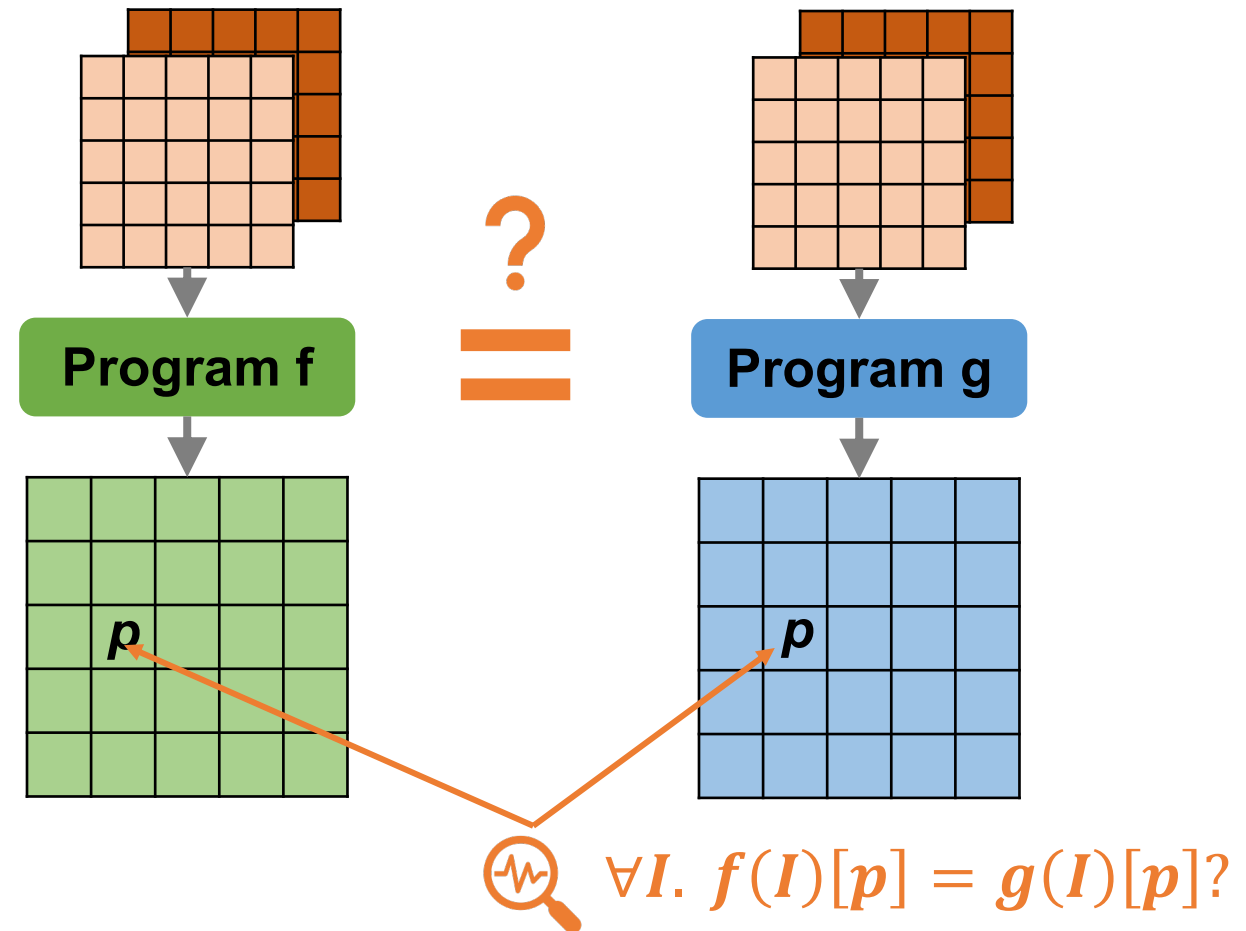 ?
=
Program f
Program g
p
p
∀I. f(I)[p] = g(I)[p]?